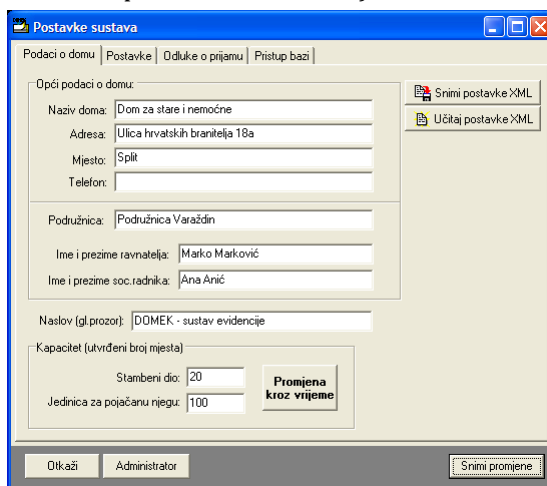 Postavke sustava
Podaci o domu Postavke Odluke o prijamu Pristup bazi
Opći podaci o domu:
Naziv doma: Dom za stare i nemoćne
Adresa: Ulica hrvatskih branitelja 18a
Mjesto: Split
Telefon:
Podružnica: Podružnica Varaždin
Ime i prezime ravnatelja: Marko Marković
Ime i prezime soc.radnika: Ana Anić
Snimi postavke XML
Učitaj postavke XML
Naslov (gl.prozor): DOMEK - sustav evidencije
Kapacitet (utvrđeni broj mjesta)
Stambeni dio: 20
Jedinica za pojačanu njegu: 100
Promjena
kroz vrijeme
Otkaži Administrator Snimi promjene